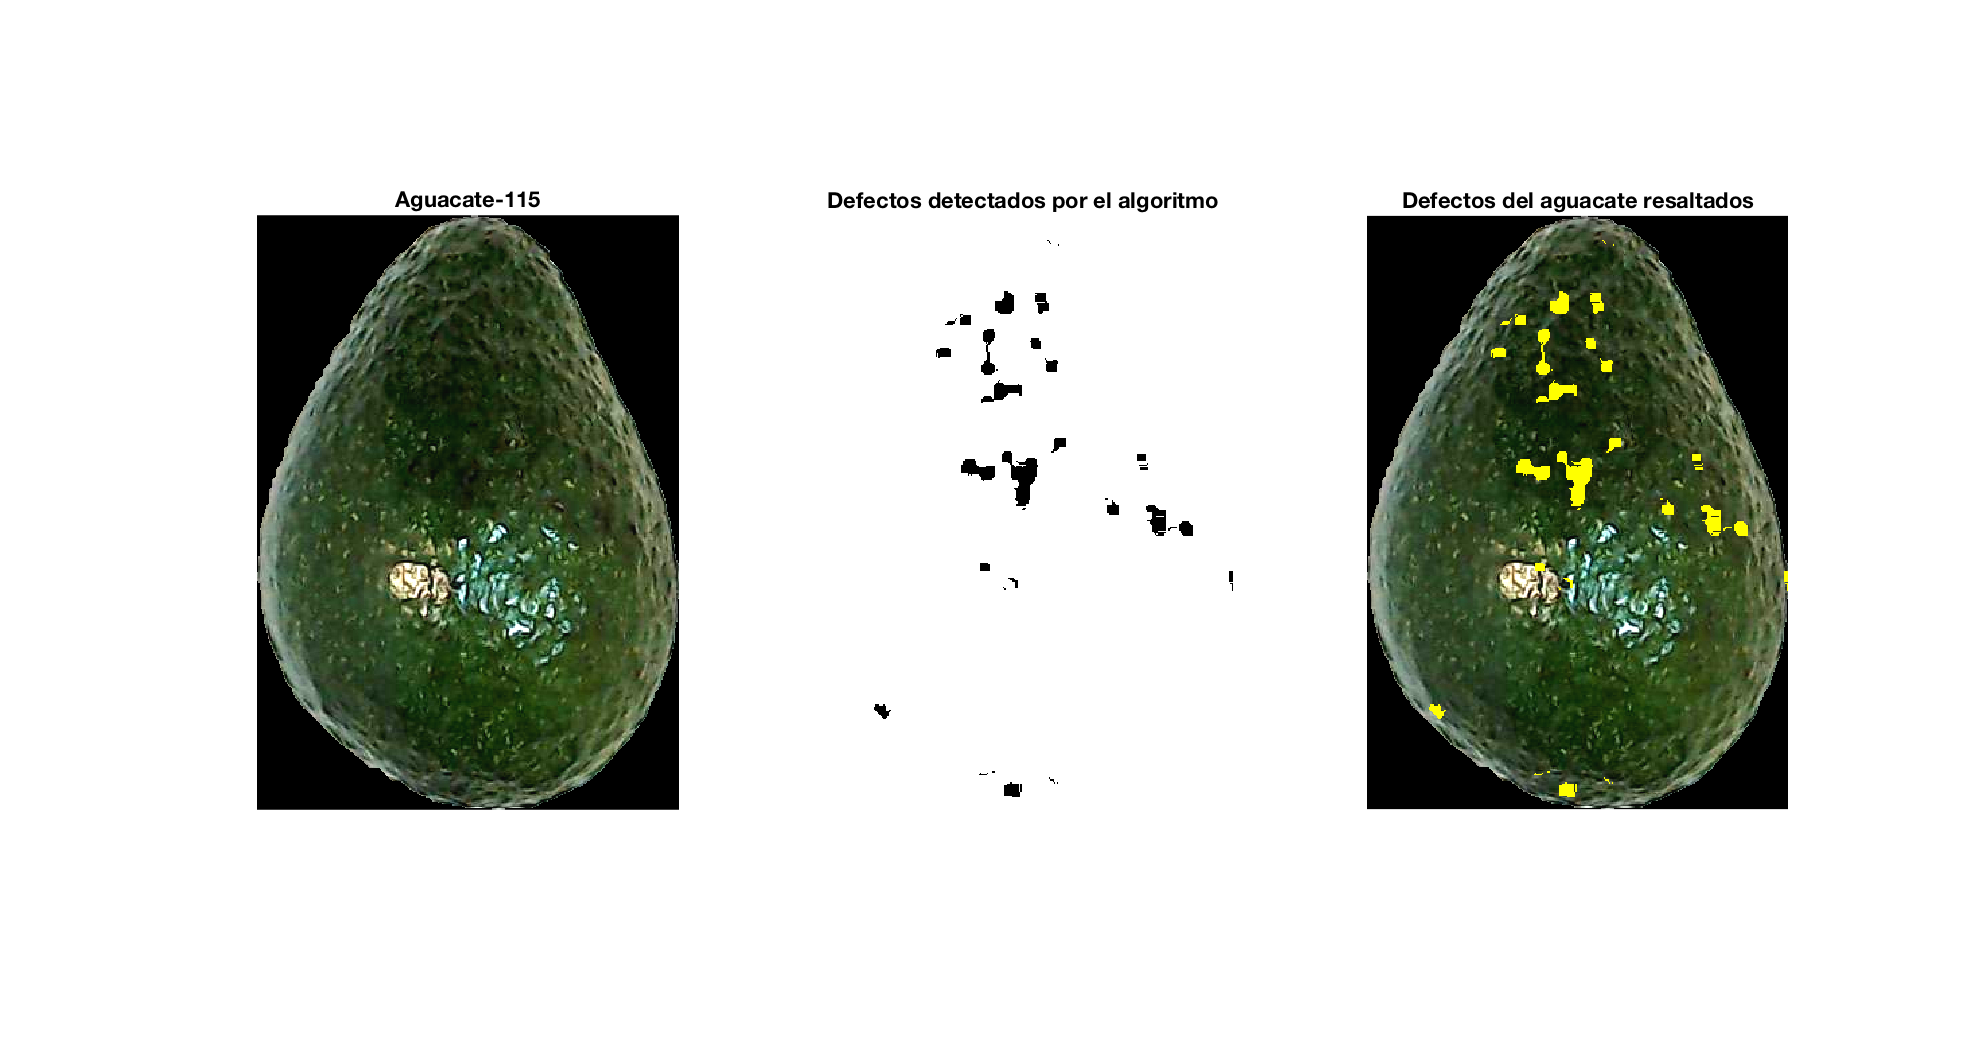 Aguacate-115
Defectos detectados por el algoritmo
Defectos del aguacate resaltados